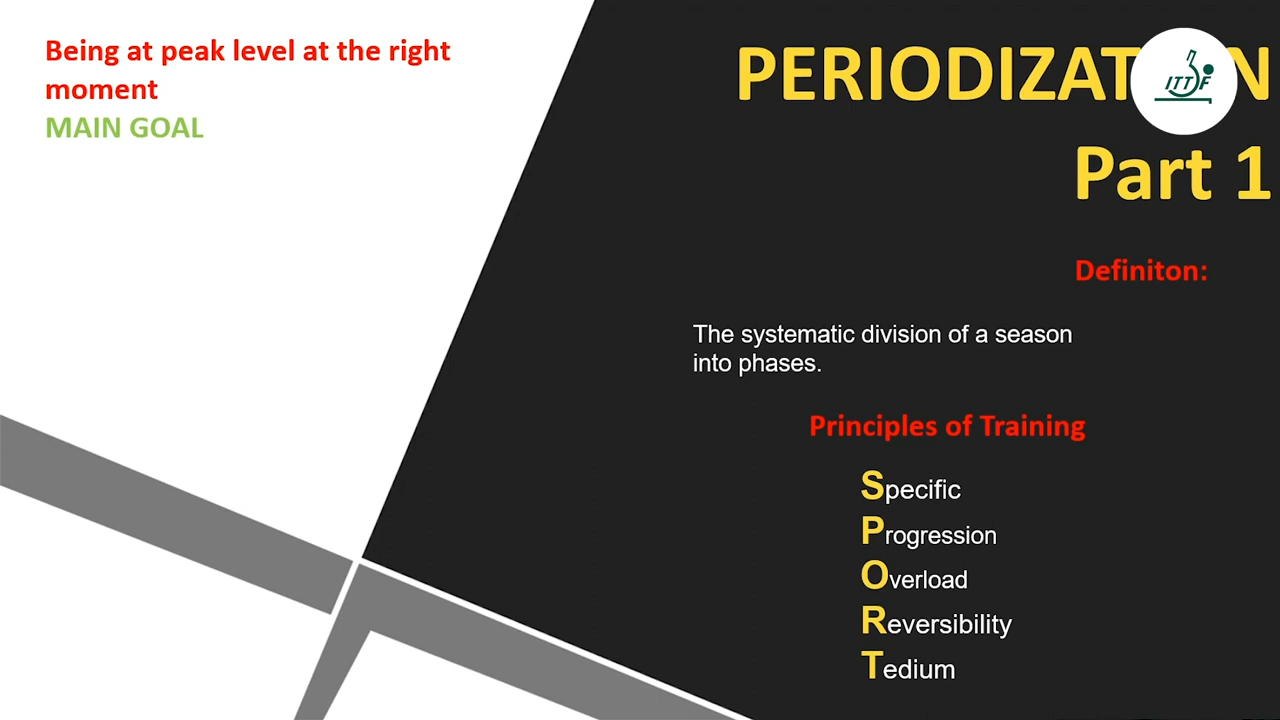 Being at peak level at the right
moment
MAIN GOAL
PERIODIZAT N
Part 1
ITTF
Definiton:
The systematic division of a season
into phases.
Principles of Training
Specific
Progression
Overload
Reversibility
Tedium